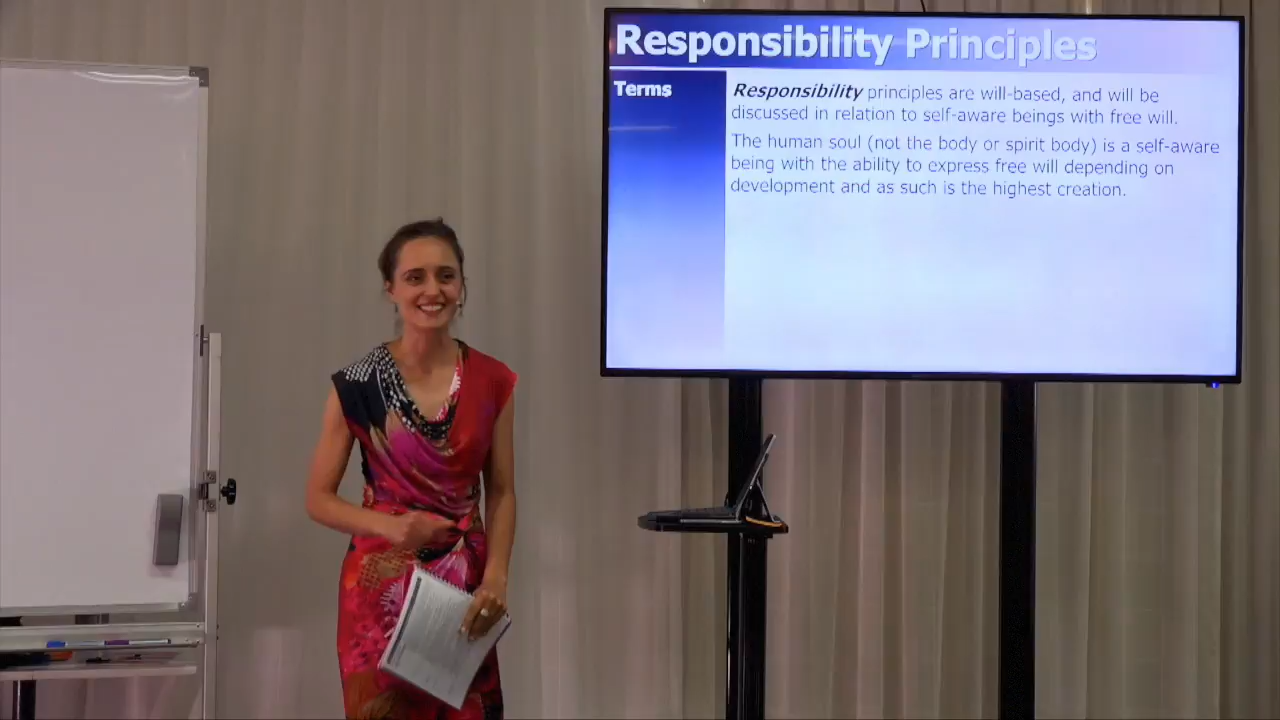 Responsibility Principles
Terms
Responsibility principles are will-based, and will be
discussed in relation to self-aware beings with free will.
The human soul (not the body or spirit body) is a self-aware
being with the ability to express free will depending on
development and as such is the highest creation.